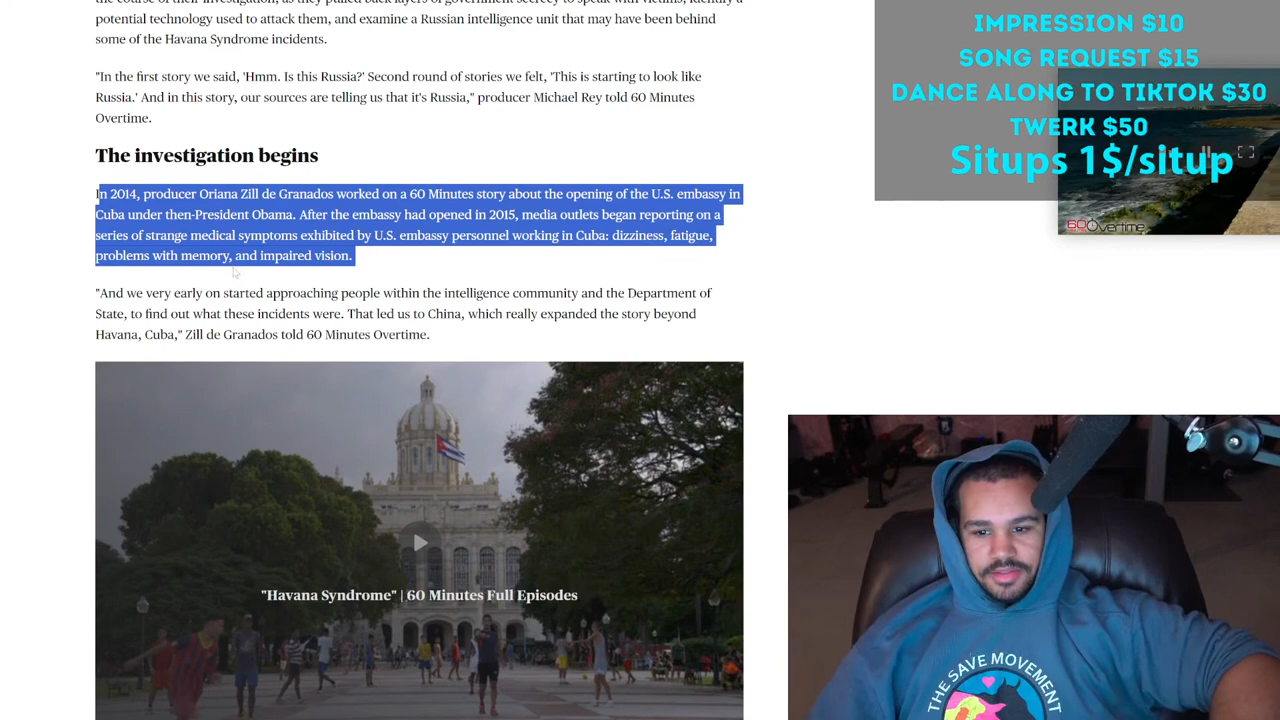 the course of their investigation, as they pulled back layers of government secrecy to speak with victims, identify a
potential technology used to attack them, and examine a Russian intelligence unit that may have been behind
some of the Havana Syndrome incidents.
"In the first story we said, 'Hmm. Is this Russia?' Second round of stories we felt, 'This is starting to look like
Russia.' And in this story, our sources are telling us that it's Russia," producer Michael Rey told 60 Minutes
Overtime.
The investigation begins
In 2014, producer Oriana Zill de Granados worked on a 60 Minutes story about the opening of the U.S. embassy in
Cuba under then-President Obama. After the embassy had opened in 2015, media outlets began reporting on a
series of strange medical symptoms exhibited by U.S. embassy personnel working in Cuba: dizziness, fatigue,
problems with memory, and impaired vision.
"And we very early on started approaching people within the intelligence community and the Department of
State, to find out what these incidents were. That led us to China, which really expanded the story beyond
Havana, Cuba," Zill de Granados told 60 Minutes Overtime.
"Havana Syndrome" | 60 Minutes Full Episodes
IMPRESSION $10
SONG REQUEST $15
DANCE ALONG TO TIKTOK $30
TWERK $50
Situps 1$/situp
60 Overtime
THE SAVE MOVEMENT